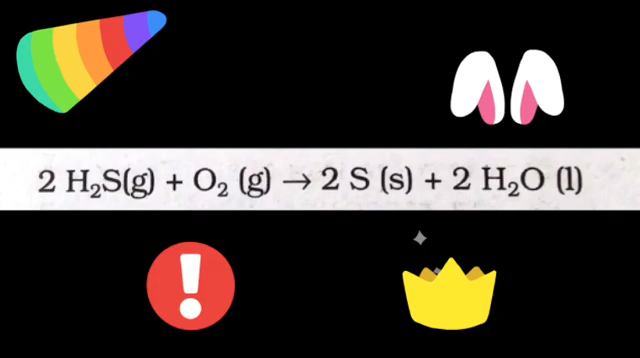 2 H₂S(g) + O₂ (g) → 2 S (s) + 2 H₂O (l)